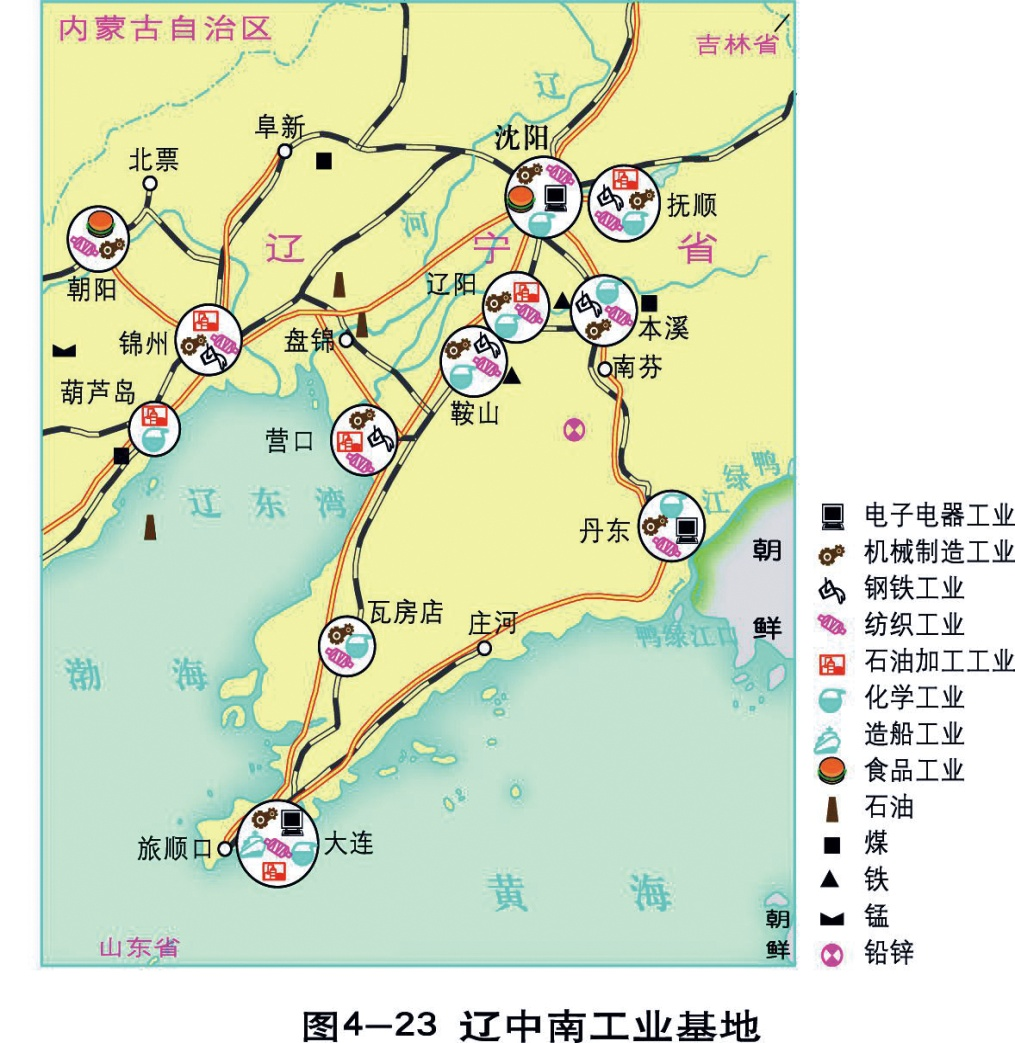 内蒙古自治区
吉林省
辽
阜新
沈阳
北票
抚顺
河
辽 宁 省
朝阳
辽阳
锦州
盘锦
本溪
南芬
葫芦岛
鞍山
营口
鸭
绿
江
辽东湾
丹东
朝
鲜
瓦房店
庄河
鸭绿江口
渤海
旅顺口
大连
黄海
朝
鲜
山东省
电子电器工业
机械制造工业
钢铁工业
纺织工业
石油加工工业
化学工业
造船工业
食品工业
石油
煤
铁
锰
铅锌
图4—23 辽中南工业基地